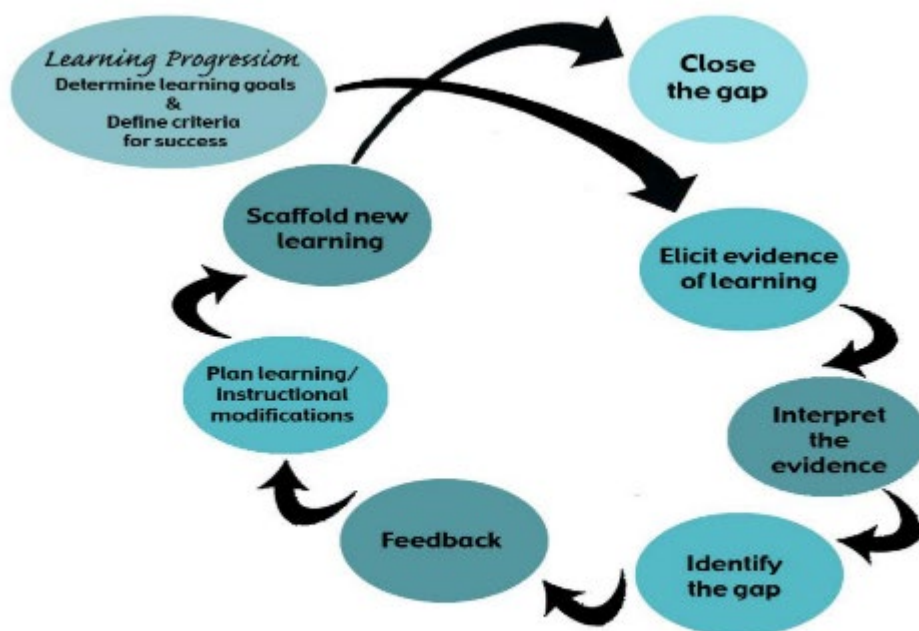 Learning Progression
Determine learning goals
&
Define criteria
for success
Close
the gap
Scaffold new
learning
Elicit evidence
of learning
Plan learning/
Instructional
modifications
Interpret
the
evidence
Feedback
Identify
the gap